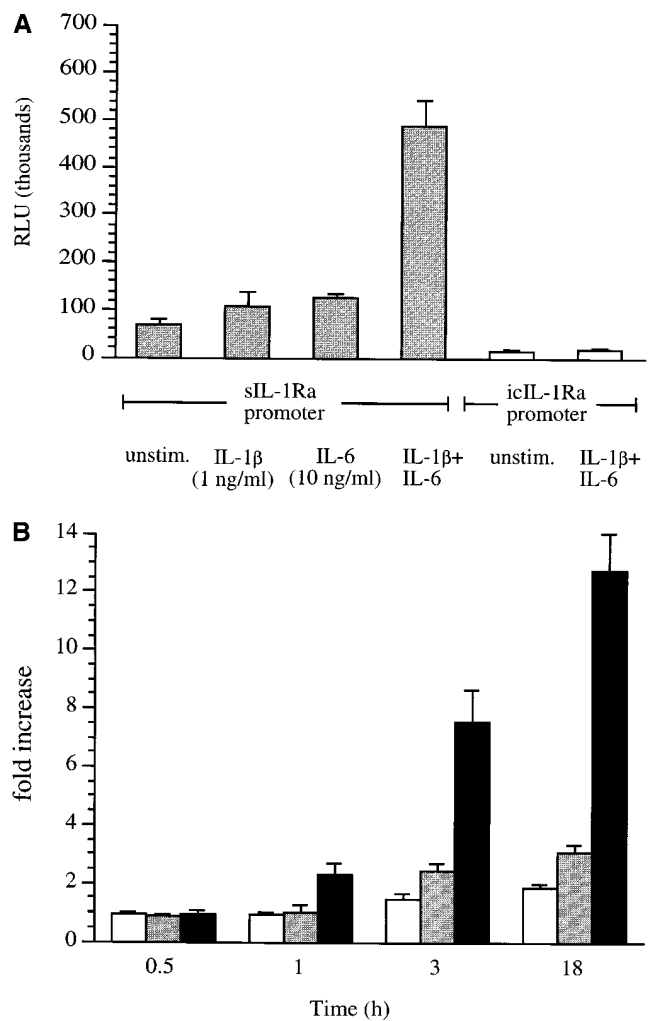 A
700
600
500
400
300
200
100
0
RLU (thousands)
sIL-1Ra
promoter
icIL-1Ra
promoter
unstim. IL-1β IL-6 IL-1β+ unstim. IL-1β+
(1 ng/ml) (10 ng/ml) IL-6 IL-6
B
14
12
10
8
6
4
2
0
fold increase
0.5 1 3 18
Time (h)